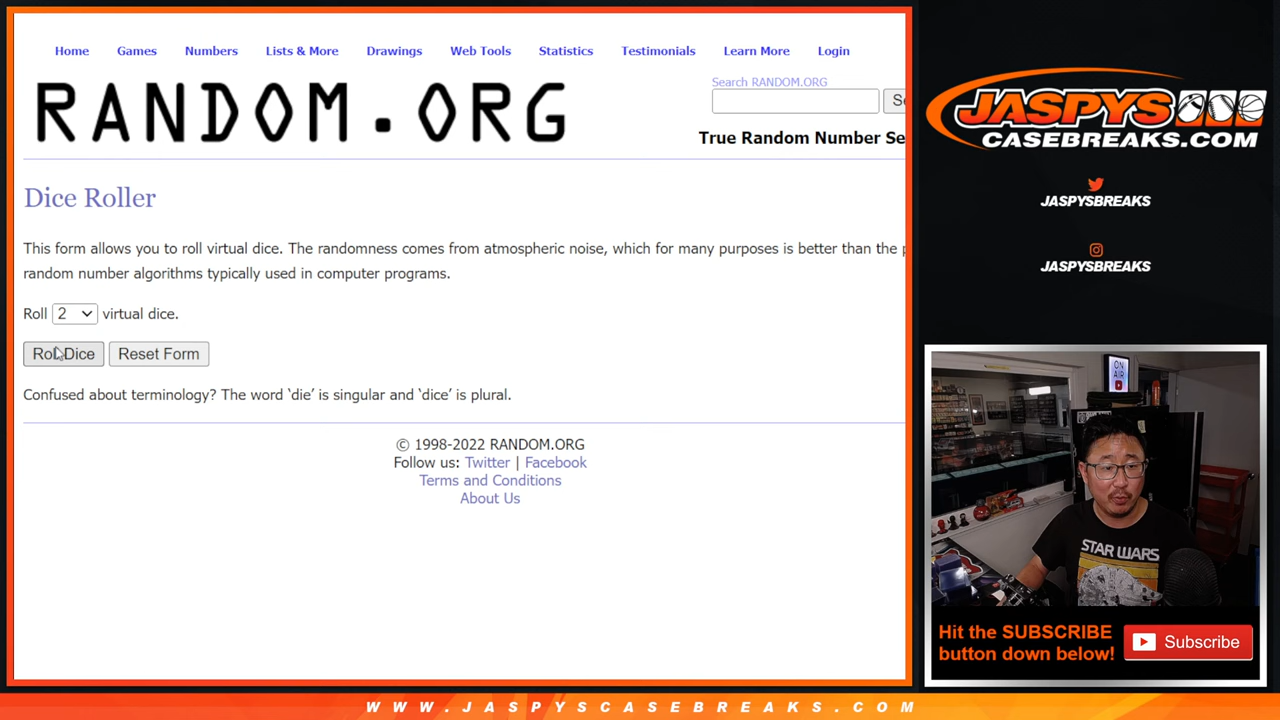 Home Games Numbers Lists & More Drawings Web Tools Statistics Testimonials Learn More Login
RANDOM.ORG
Search RANDOM.ORG
True Random Number Se
Dice Roller
This form allows you to roll virtual dice. The randomness comes from atmospheric noise, which for many purposes is better than the p
random number algorithms typically used in computer programs.
Roll 2 virtual dice.
Roll Dice Reset Form
Confused about terminology? The word ‘die’ is singular and ‘dice’ is plural.
© 1998-2022 RANDOM.ORG
Follow us: Twitter | Facebook
Terms and Conditions
About Us
JASPYS
CASEBREAKS.COM
JASPYSBREAKS
JASPYSBREAKS
ON
AIR
STAR WARS
Hit the SUBSCRIBE
button down below!
Subscribe
WWW.JASPYSCASEBREAKS.COM